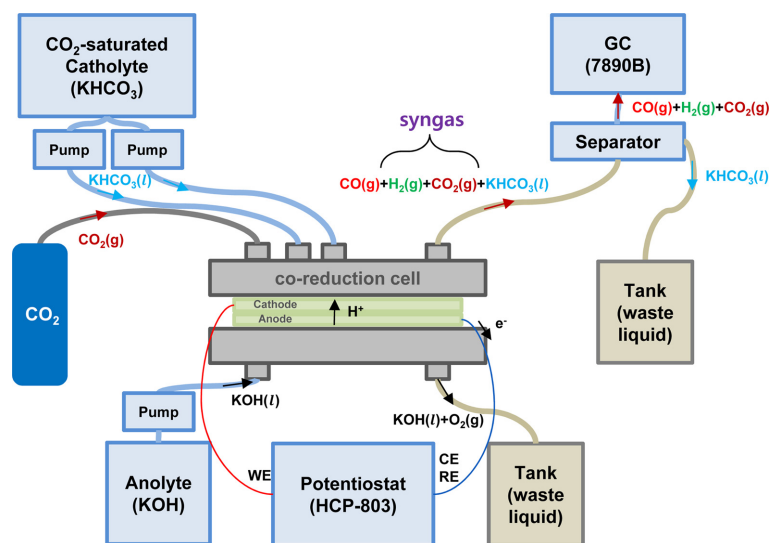 CO₂-saturated
Catholyte
(KHCO₃)
Pump
Pump
KHCO₃(l)
CO₂(g)
CO₂
syngas
CO(g)+H₂(g)+CO₂(g)+KHCO₃(l)
GC
(7890B)
CO(g)+H₂(g)+CO₂(g)
Separator
KHCO₃(l)
Tank
(waste
liquid)
co-reduction cell
Cathode
Anode
H⁺
e⁻
KOH(l)
KOH(l)+O₂(g)
Pump
Anolyte
(KOH)
WE
Potentiostat
(HCP-803)
CE
RE
Tank
(waste
liquid)